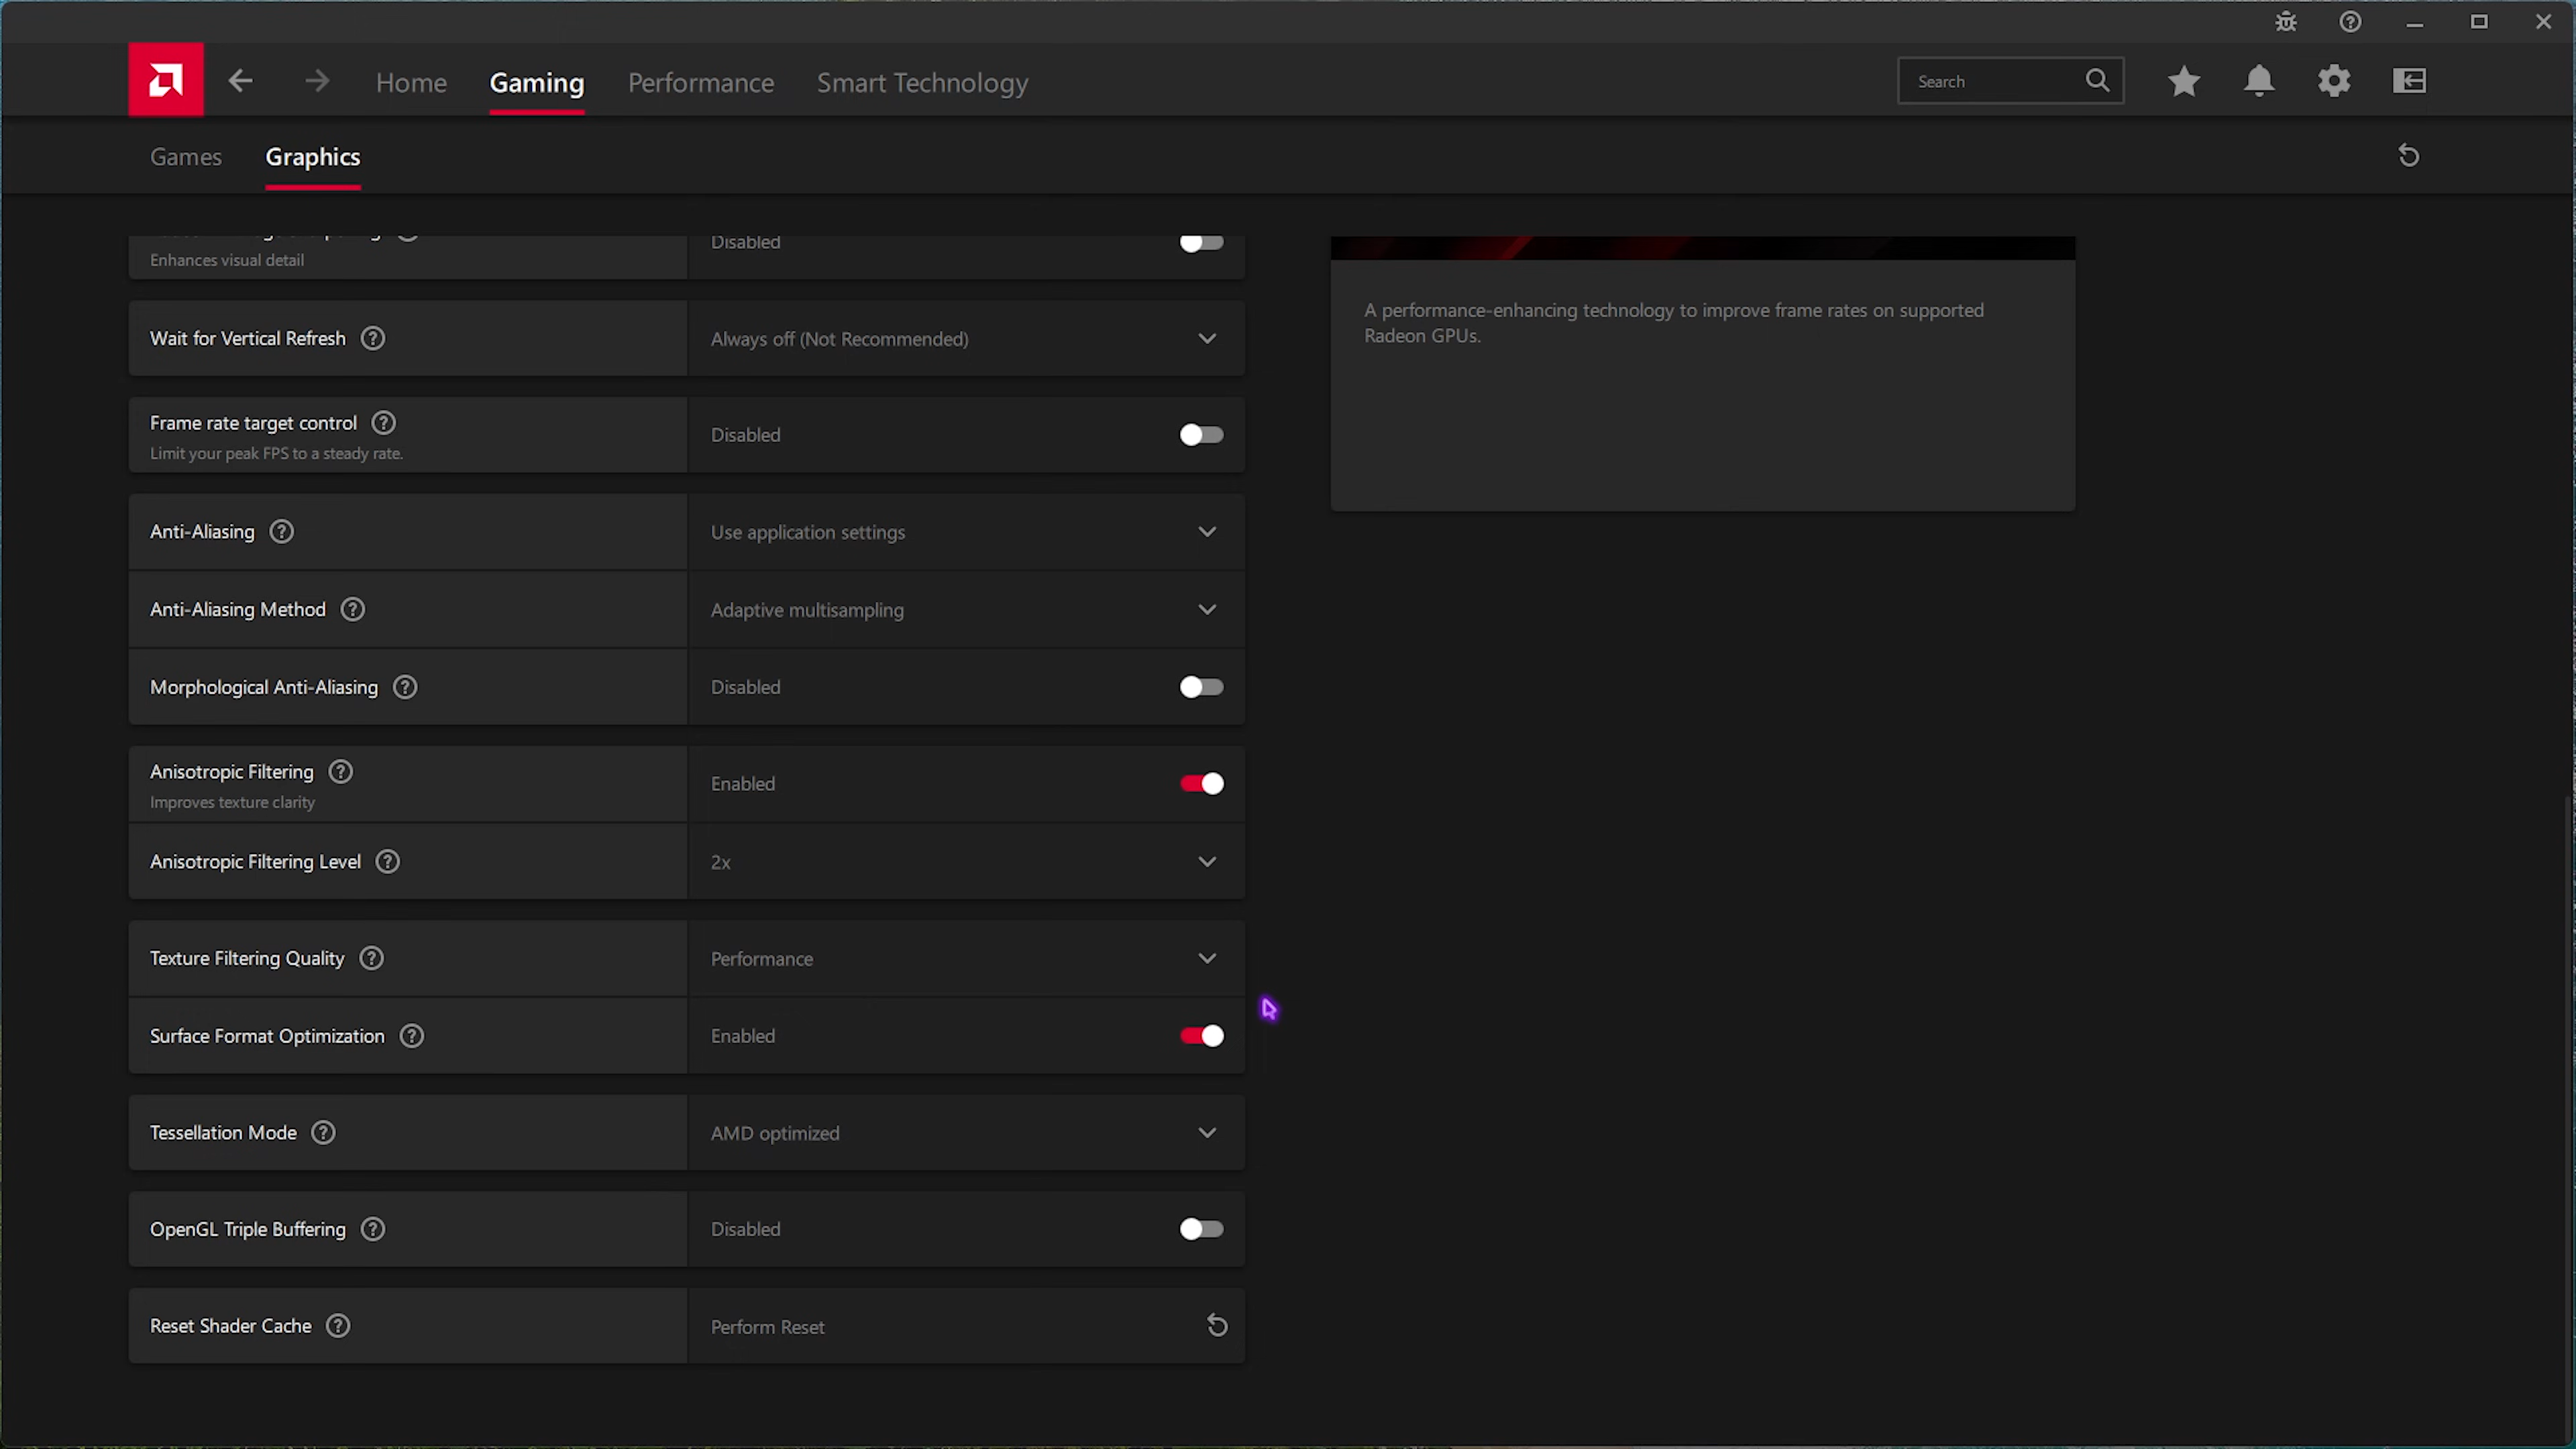 Home
Gaming
Performance
Smart Technology
Search
Games
Graphics
Disabled
Enhances visual detail
A performance-enhancing technology to improve frame rates on supported
Radeon GPUs.
Wait for Vertical Refresh
Always off (Not Recommended)
Frame rate target control
Limit your peak FPS to a steady rate.
Disabled
Anti-Aliasing
Use application settings
Anti-Aliasing Method
Adaptive multisampling
Morphological Anti-Aliasing
Disabled
Anisotropic Filtering
Improves texture clarity
Enabled
Anisotropic Filtering Level
2x
Texture Filtering Quality
Performance
Surface Format Optimization
Enabled
Tessellation Mode
AMD optimized
OpenGL Triple Buffering
Disabled
Reset Shader Cache
Perform Reset